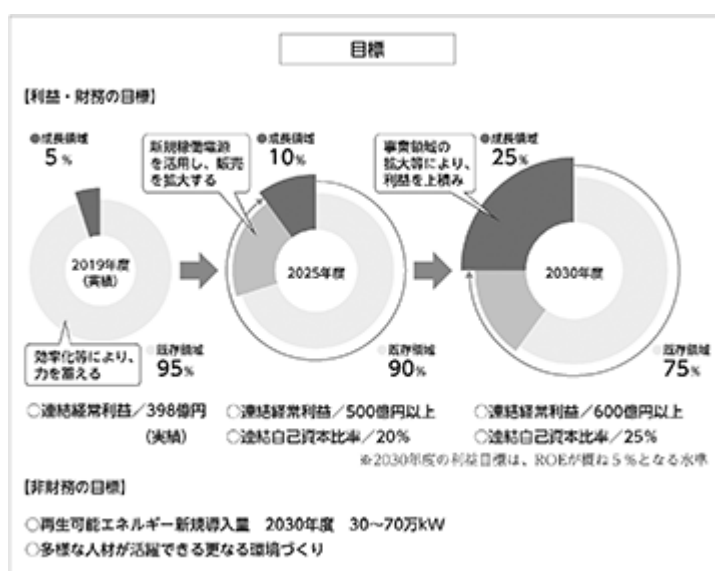 目標
【利益・財務の目標】
●成長領域
5%
新規稼働電源
を活用し、販売
を拡大する
●成長領域
10%
事業領域の
拡大等により、
利益を上積み
●成長領域
25%
2019年度
(実績)
2025年度
2030年度
効率化等により、
力を蓄える
●既存領域
95%
●既存領域
90%
●既存領域
75%
○連結経常利益/398億円
(実績)
○連結経常利益/500億円以上
○連結自己資本比率/20%
○連結経常利益/600億円以上
○連結自己資本比率/25%
※2030年度の利益目標は、ROEが概ね5%となる水準
【非財務の目標】
○再生可能エネルギー新規導入量 2030年度 30~70万kW
○多様な人材が活躍できる更なる環境づくり